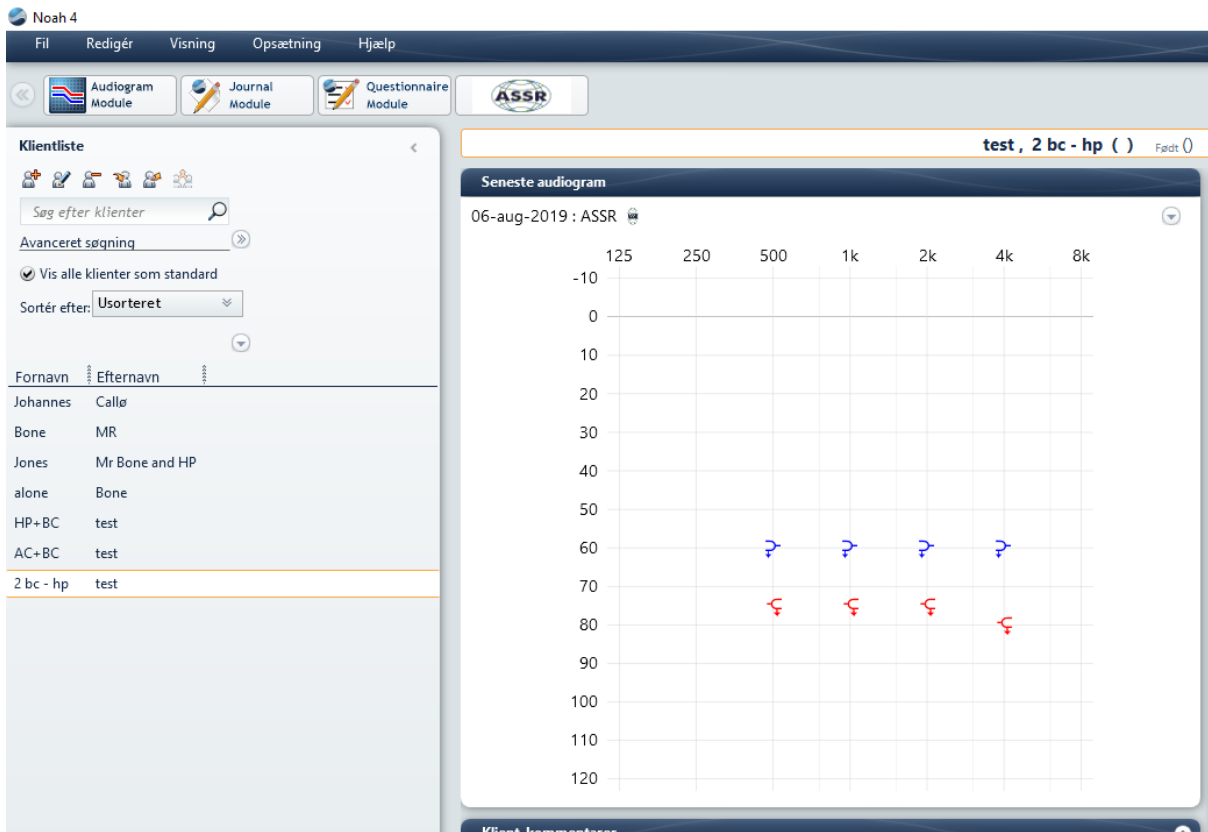 Noah 4
Fil Redigér Visning Opsætning Hjælp
Audiogram Module
Journal Module
Questionnaire Module
ASSR
Klientliste
test , 2 bc - hp ( ) Født ()
Seneste audiogram
Søg efter klienter
06-aug-2019 : ASSR
Avanceret søgning
Vis alle klienter som standard
Sortér efter: Usorteret
125 250 500 1k 2k 4k 8k
-10
0
10
20
30
40
50
60
70
80
90
100
110
120
Fornavn Efternavn
Johannes Callø
Bone MR
Jones Mr Bone and HP
alone Bone
HP+BC test
AC+BC test
2 bc - hp test
Klient-kommentarer